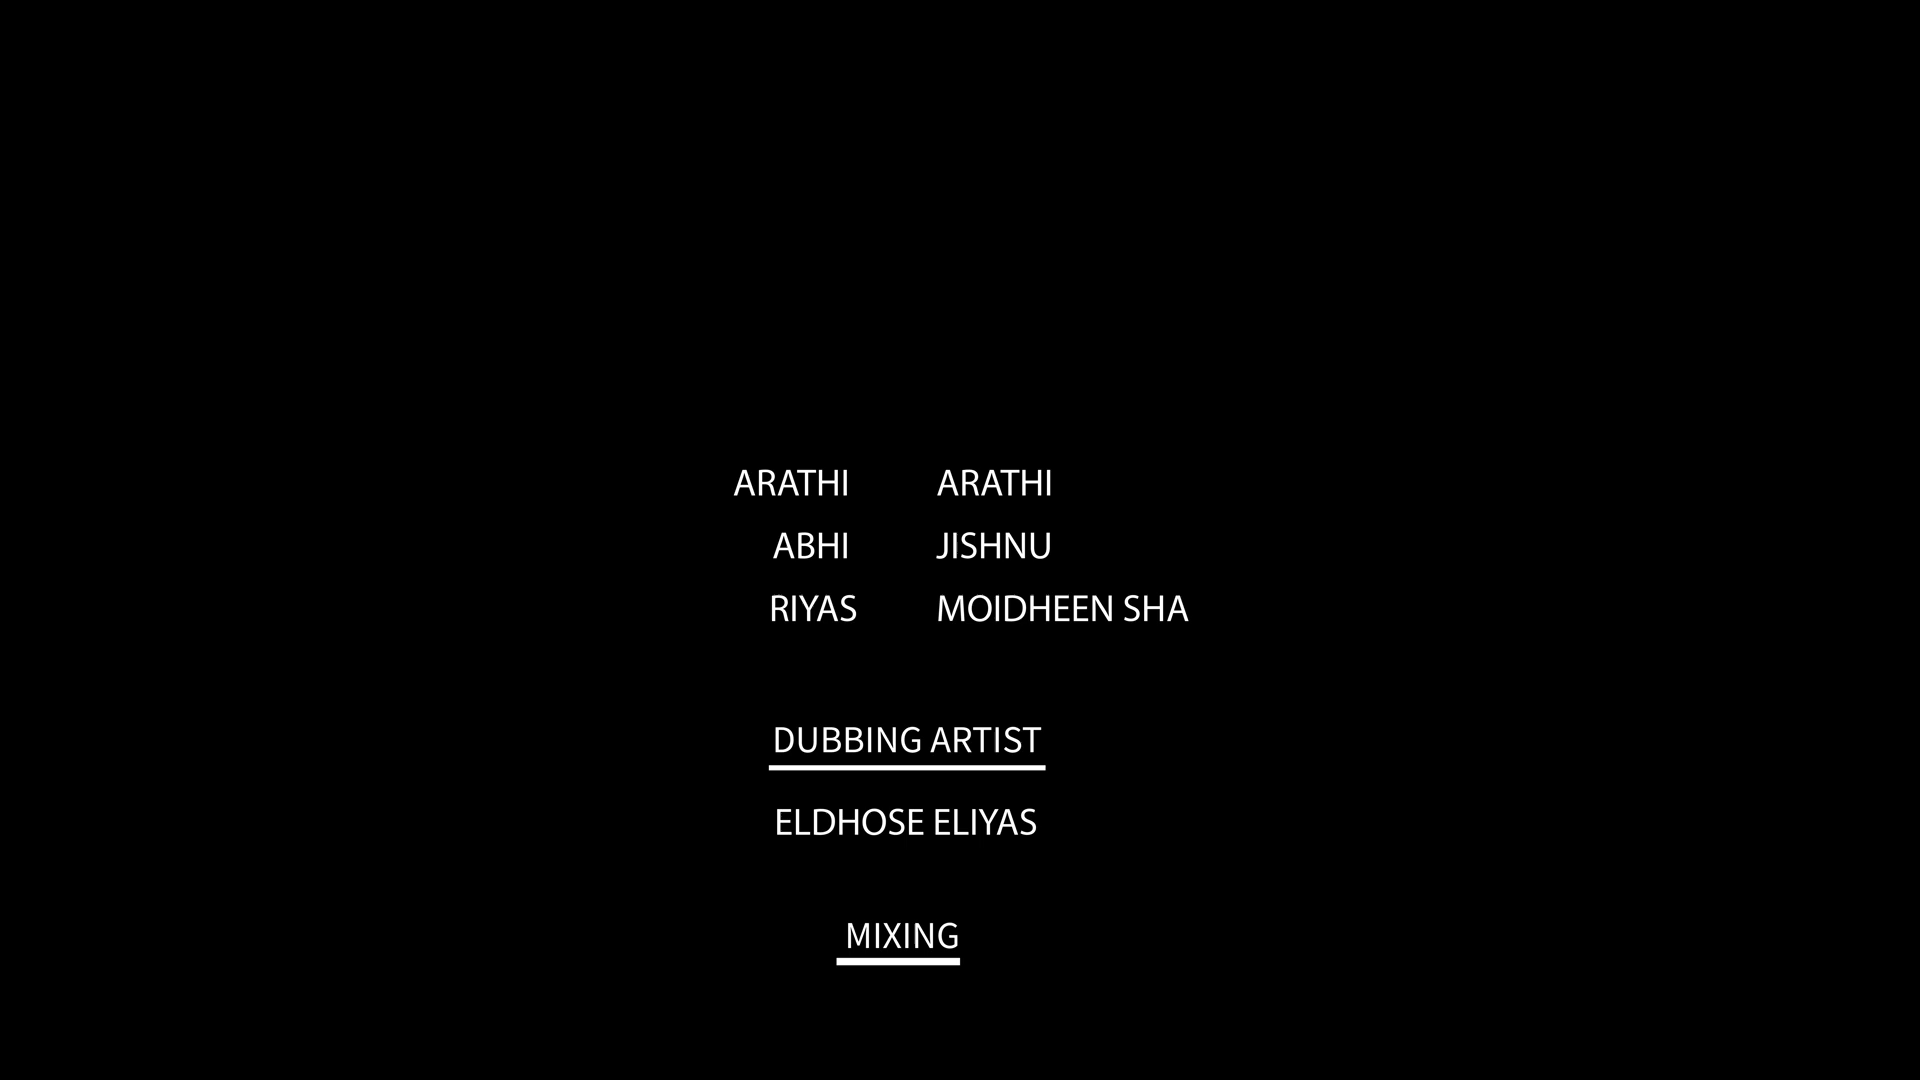 ARATHI ARATHI
ABHI JISHNU
RIYAS MOIDHEEN SHA
DUBBING ARTIST
ELDHOSE ELIYAS
MIXING